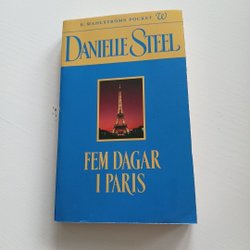 B. WAHLSTRÖMS POCKET W
DANIELLE STEEL
FEM DAGAR
I PARIS